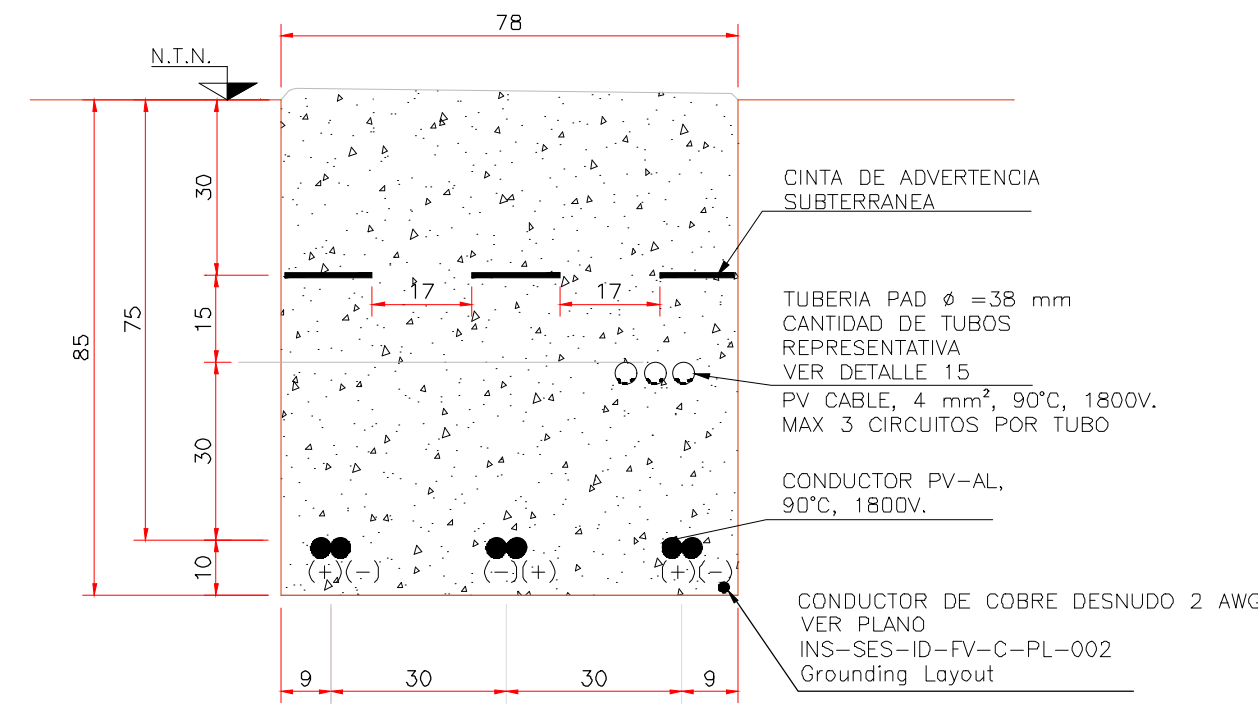 78
N.T.N.
30
CINTA DE ADVERTENCIA
SUBTERRANEA
17
17
15
75
85
TUBERIA PAD ø =38 mm
CANTIDAD DE TUBOS
REPRESENTATIVA
VER DETALLE 15
PV CABLE, 4 mm², 90°C, 1800V.
MAX 3 CIRCUITOS POR TUBO
30
CONDUCTOR PV-AL,
90°C, 1800V.
10
(+)(-)
(-)(+)
(+)(-)
CONDUCTOR DE COBRE DESNUDO 2 AWG
VER PLANO
INS-SES-ID-FV-C-PL-002
Grounding Layout
9
30
30
9